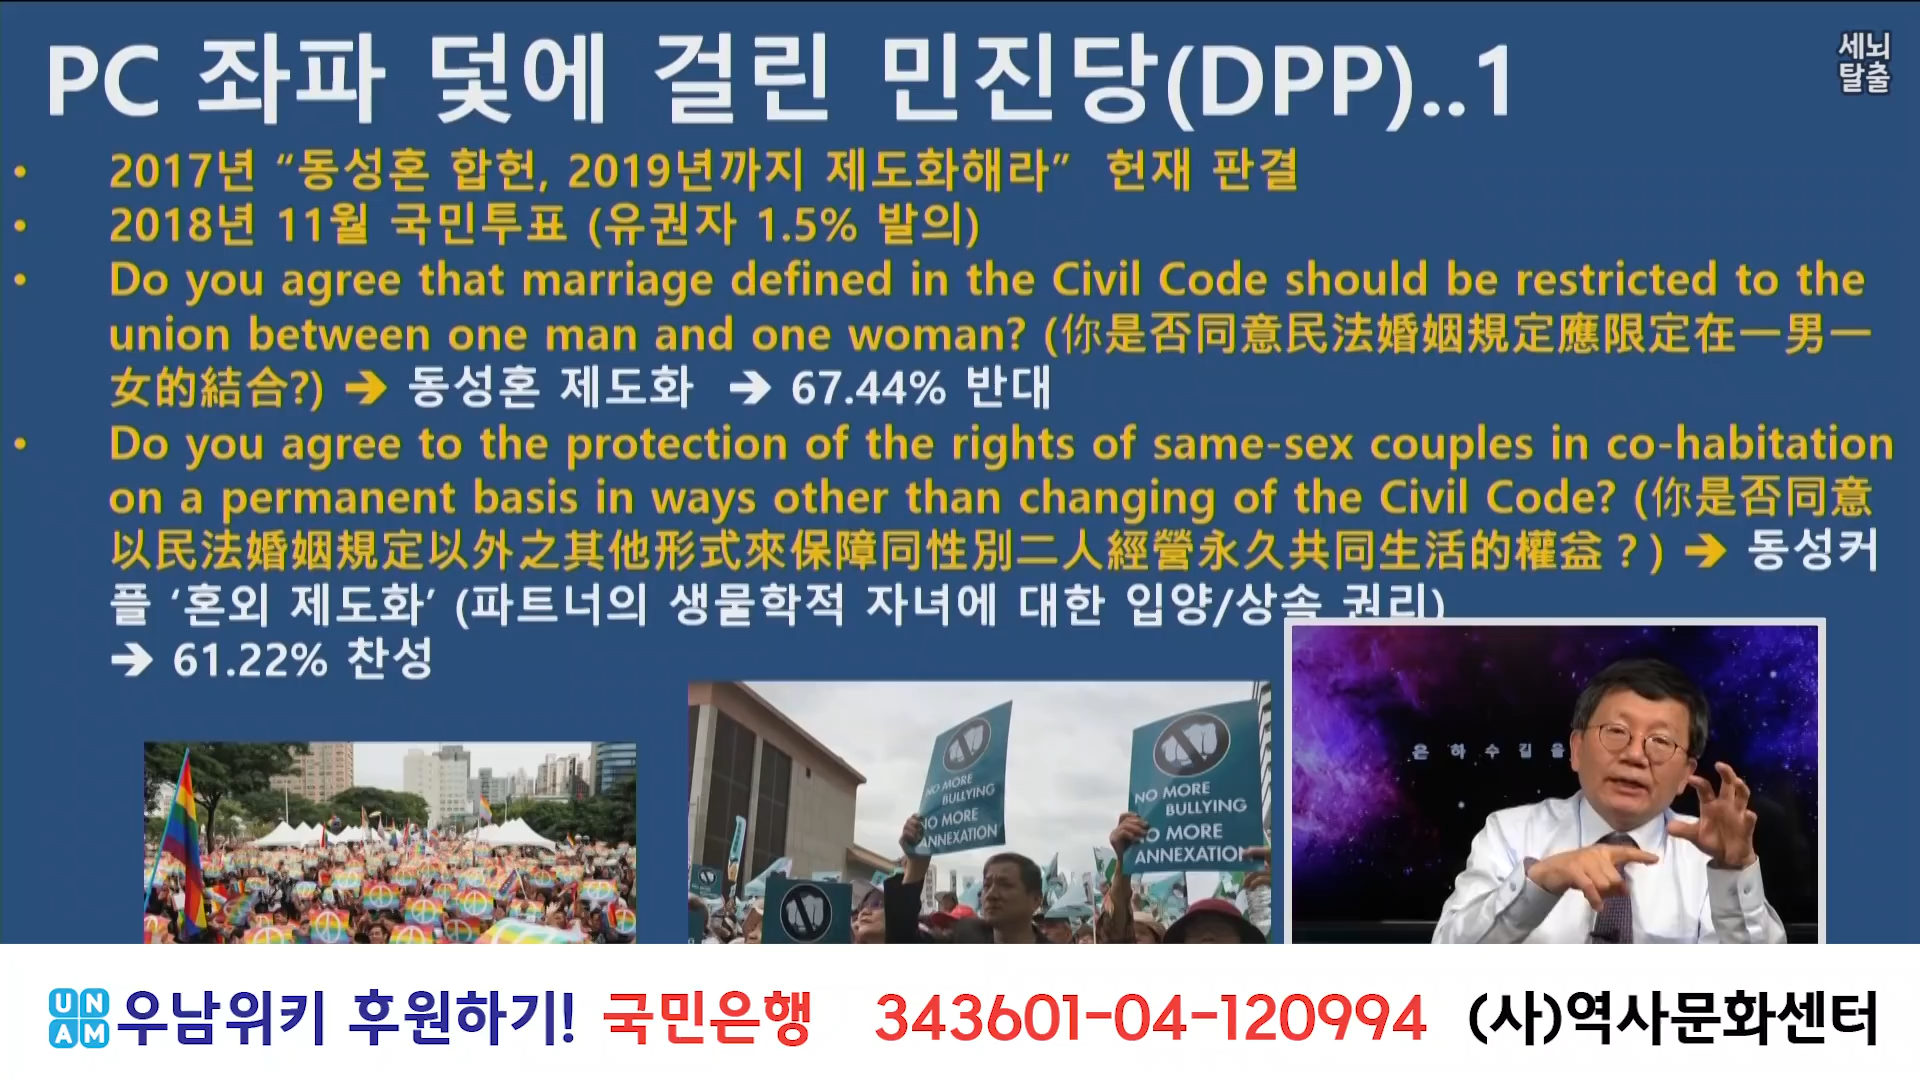 PC 좌파 덫에 걸린 민진당(DPP)..1
세뇌
탈출
• 2017년 “동성혼 합헌, 2019년까지 제도화해라” 헌재 판결
• 2018년 11월 국민투표 (유권자 1.5% 발의)
• Do you agree that marriage defined in the Civil Code should be restricted to the
union between one man and one woman? (你是否同意民法婚姻規定應限定在一男一
女的結合?) ➔ 동성혼 제도화 ➔ 67.44% 반대
• Do you agree to the protection of the rights of same-sex couples in co-habitation
on a permanent basis in ways other than changing of the Civil Code? (你是否同意
以民法婚姻規定以外之其他形式來保障同性別二人經營永久共同生活的權益？) ➔ 동성커
플 ‘혼외 제도화’ (파트너의 생물학적 자녀에 대한 입양/상속 권리)
➔ 61.22% 찬성
NO MORE
BULLYING
NO MORE
ANNEXATION
NO MORE
BULLYING
NO MORE
ANNEXATION
은하수길을
UNAM 우남위키 후원하기! 국민은행 343601-04-120994 (사)역사문화센터